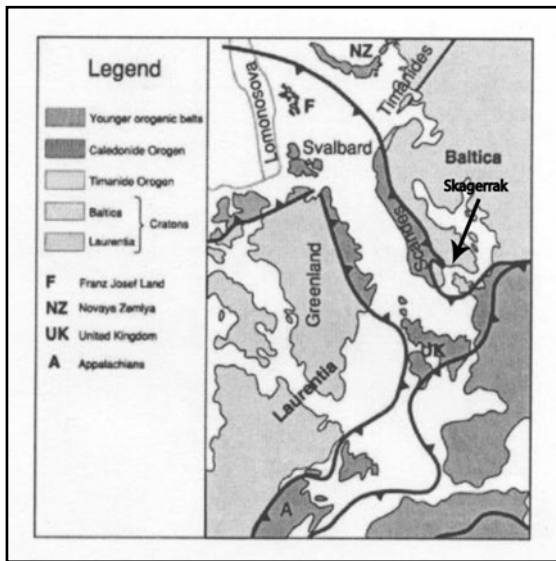 Legend
Younger orogenic belts
Caledonide Orogen
Timanide Orogen
Baltica
Cratons
Laurentia
F Franz Josef Land
NZ Novaya Zemlya
UK United Kingdom
A Appalachians
NZ
Timanides
Lomonosova
F
Svalbard
Baltica
Skagerrak
Scandes
Greenland
UK
Laurentia
A